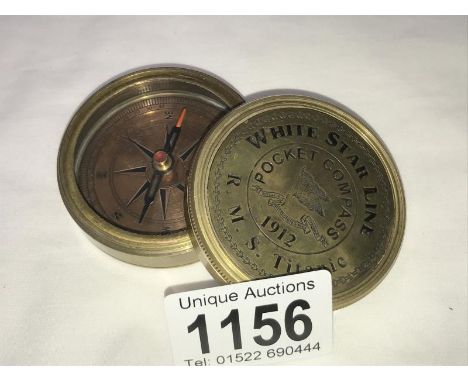 WHITE STAR LINE
POCKET COMPASS
1912
R M S. Titanic
Unique Auctions
1156
Tel: 01522 690444